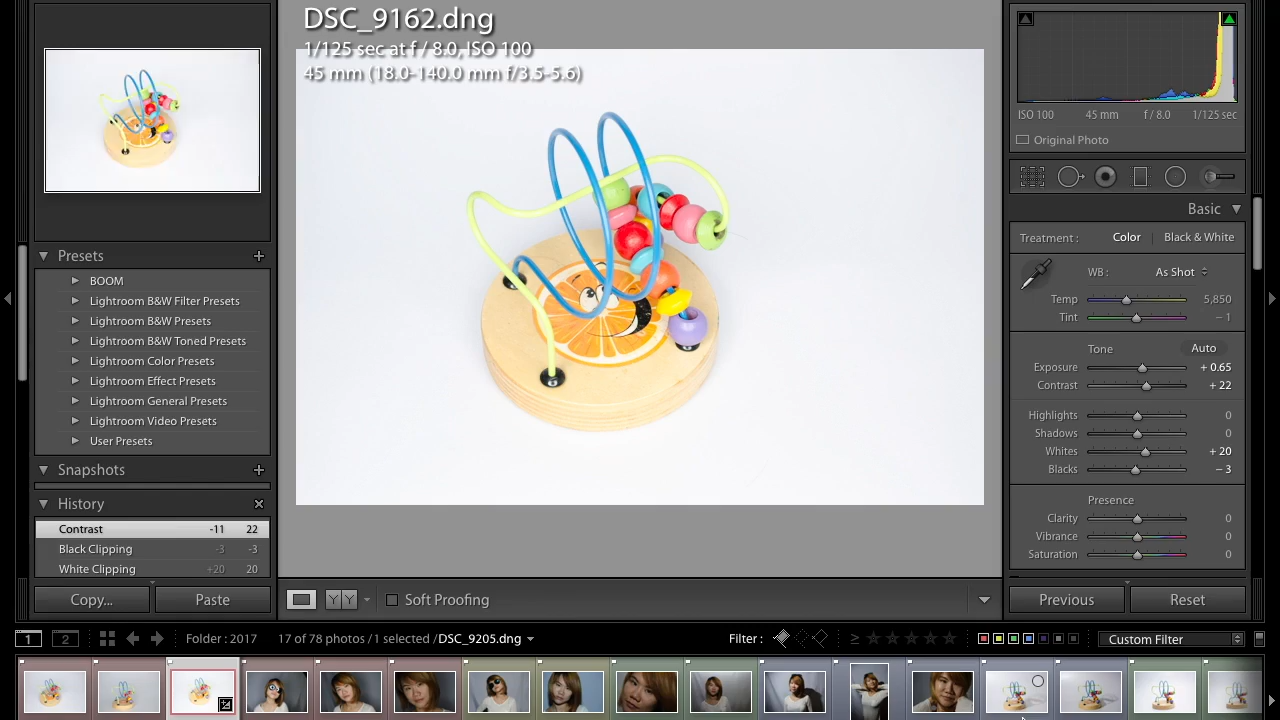 DSC_9162.dng
1/125 sec at f / 8.0, ISO 100
45 mm (18.0-140.0 mm f/3.5-5.6)
Presets
BOOM
Lightroom B&W Filter Presets
Lightroom B&W Presets
Lightroom B&W Toned Presets
Lightroom Color Presets
Lightroom Effect Presets
Lightroom General Presets
Lightroom Video Presets
User Presets
Snapshots
History
Contrast -11 22
Black Clipping -3 -3
White Clipping +20 20
Copy... Paste
Soft Proofing
ISO 100 45 mm f / 8.0 1/125 sec
Original Photo
Basic
Treatment : Color Black & White
WB : As Shot
Temp 5,850
Tint − 1
Tone Auto
Exposure + 0.65
Contrast + 22
Highlights 0
Shadows 0
Whites + 20
Blacks − 3
Presence
Clarity 0
Vibrance 0
Saturation 0
Previous Reset
1 2 Folder : 2017 17 of 78 photos / 1 selected / DSC_9205.dng Filter : ≥ Custom Filter